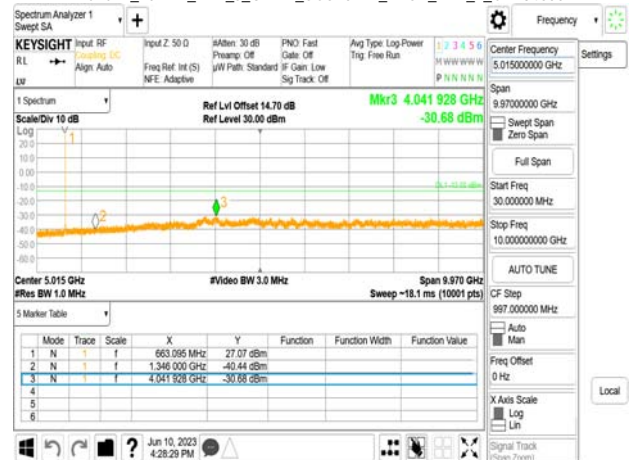 Spectrum Analyzer 1
Swept SA
Frequency
KEYSIGHT
Input: RF
Coupling: DC
Align: Auto
Input Z: 50 Ω
Freq Ref: Int (S)
NFE: Adaptive
#Atten: 30 dB
Preamp: Off
µW Path: Standard
PNO: Fast
Gate: Off
IF Gain: Low
Sig Track: Off
Avg Type: Log-Power
Trig: Free Run
1 2 3 4 5 6
M W W W W W
P N N N N N
RL
Center Frequency
5.015000000 GHz
Settings
1 Spectrum
Scale/Div 10 dB
Ref Lvl Offset 14.70 dB
Ref Level 30.00 dBm
Mkr3 4.041 928 GHz
-30.68 dBm
Span
9.97000000 GHz
Swept Span
Zero Span
Full Span
Start Freq
30.000000 MHz
Stop Freq
10.000000000 GHz
AUTO TUNE
CF Step
997.000000 MHz
Auto
Man
Freq Offset
0 Hz
X Axis Scale
Log
Lin
Signal Track
(Span Zoom)
Local
Log
20.0
10.0
0.00
-10.0
-20.0
-30.0
-40.0
-50.0
-60.0
1
2
3
Center 5.015 GHz
#Res BW 1.0 MHz
#Video BW 3.0 MHz
Span 9.970 GHz
Sweep ~18.1 ms (10001 pts)
5 Marker Table
Mode Trace Scale X Y Function Function Width Function Value
1 N 1 f 663.095 MHz 27.07 dBm
2 N 1 f 1.346 000 GHz -40.44 dBm
3 N 1 f 4.041 928 GHz -30.68 dBm
4
5
6
Jun 10, 2023
4:28:29 PM